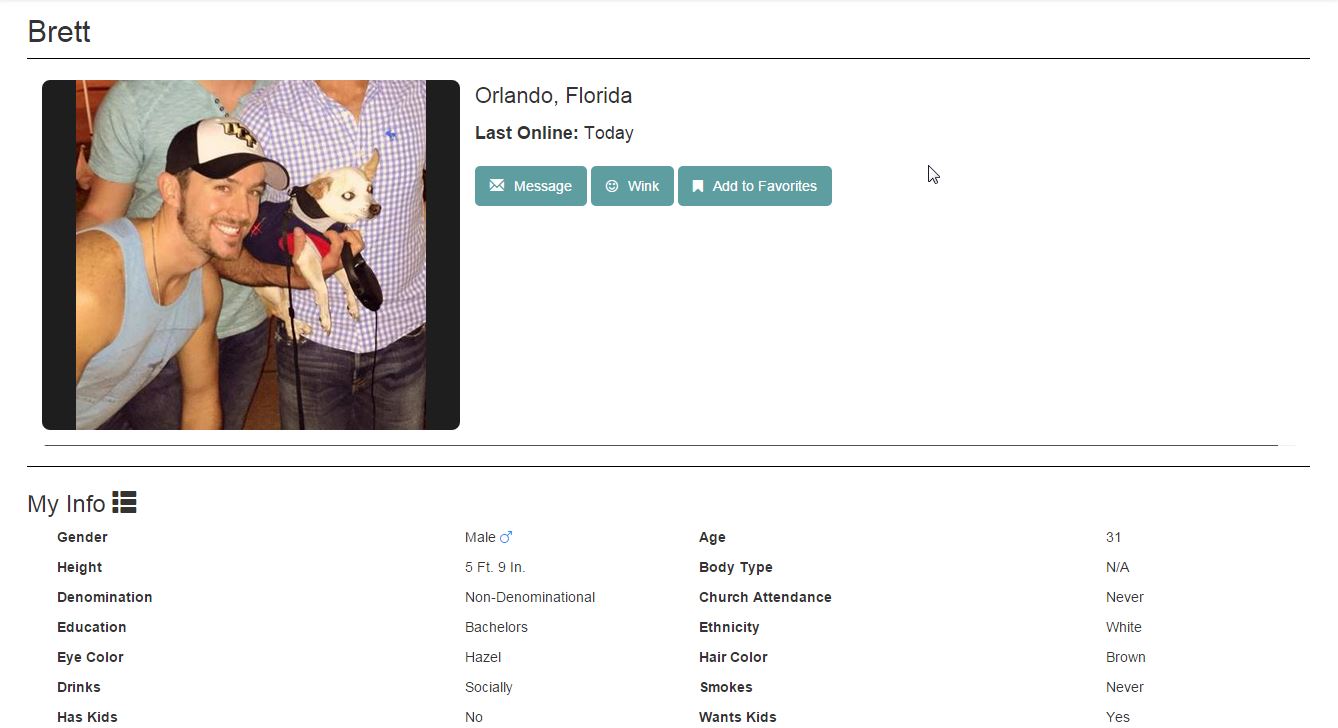 Brett
Orlando, Florida
Last Online: Today
Message Wink Add to Favorites
UCF
My Info
Gender Male Age 31
Height 5 Ft. 9 In. Body Type N/A
Denomination Non-Denominational Church Attendance Never
Education Bachelors Ethnicity White
Eye Color Hazel Hair Color Brown
Drinks Socially Smokes Never
Has Kids No Wants Kids Yes